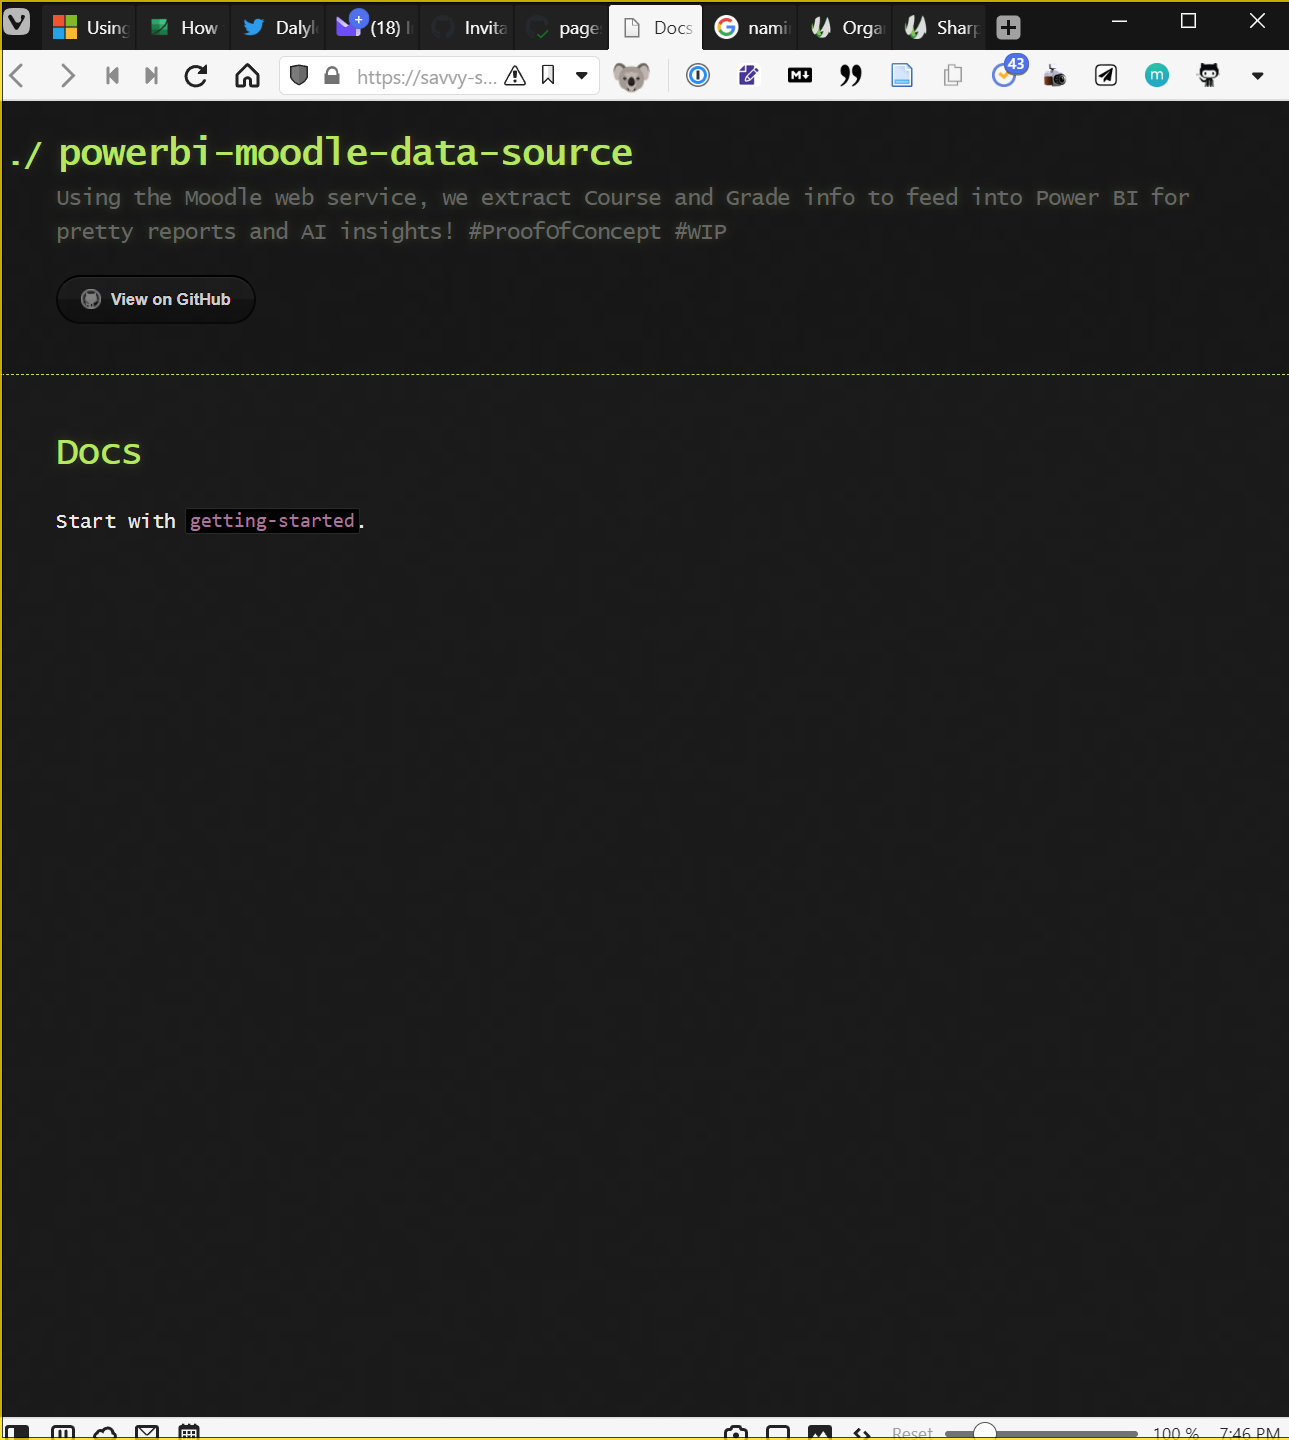 Using
How
Dalyl
(18) I
Invita
page
Docs
nami
Orga
Sharp
https://savvy-s...
43
./ powerbi-moodle-data-source
Using the Moodle web service, we extract Course and Grade info to feed into Power BI for
pretty reports and AI insights! #ProofOfConcept #WIP
View on GitHub
Docs
Start with getting-started.
Reset
100 %
7:46 PM